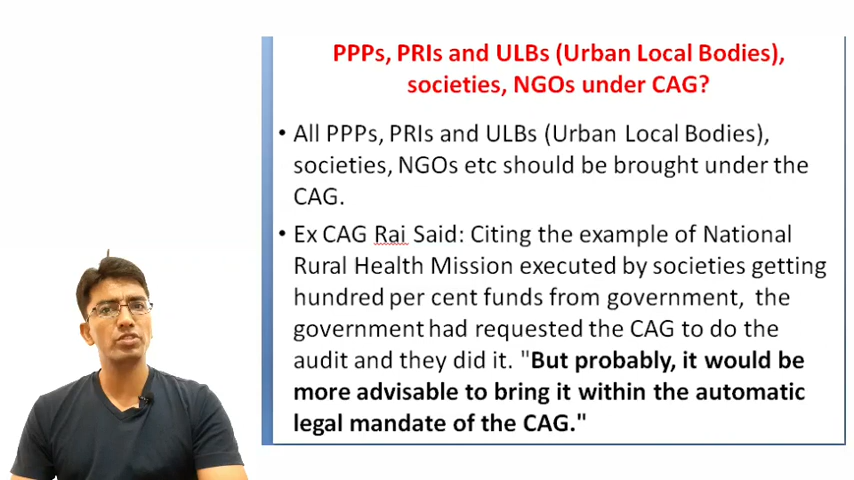 PPPs, PRIs and ULBs (Urban Local Bodies),
societies, NGOs under CAG?
• All PPPs, PRIs and ULBs (Urban Local Bodies),
societies, NGOs etc should be brought under the
CAG.
• Ex CAG Rai Said: Citing the example of National
Rural Health Mission executed by societies getting
hundred per cent funds from government, the
government had requested the CAG to do the
audit and they did it. "But probably, it would be
more advisable to bring it within the automatic
legal mandate of the CAG."